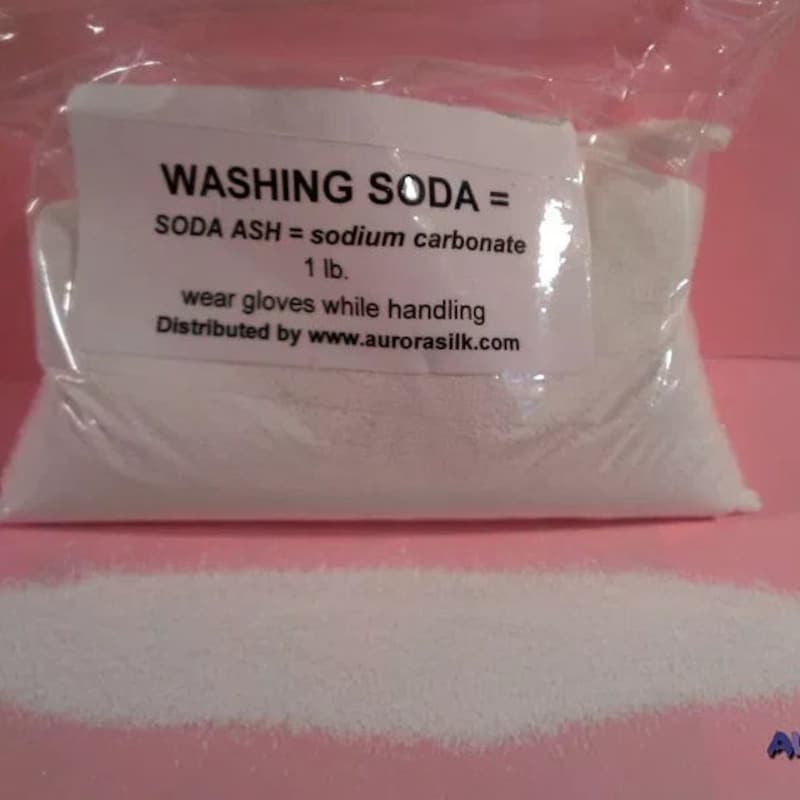 WASHING SODA =
SODA ASH = sodium carbonate
1 lb.
wear gloves while handling
Distributed by www.aurorasilk.com